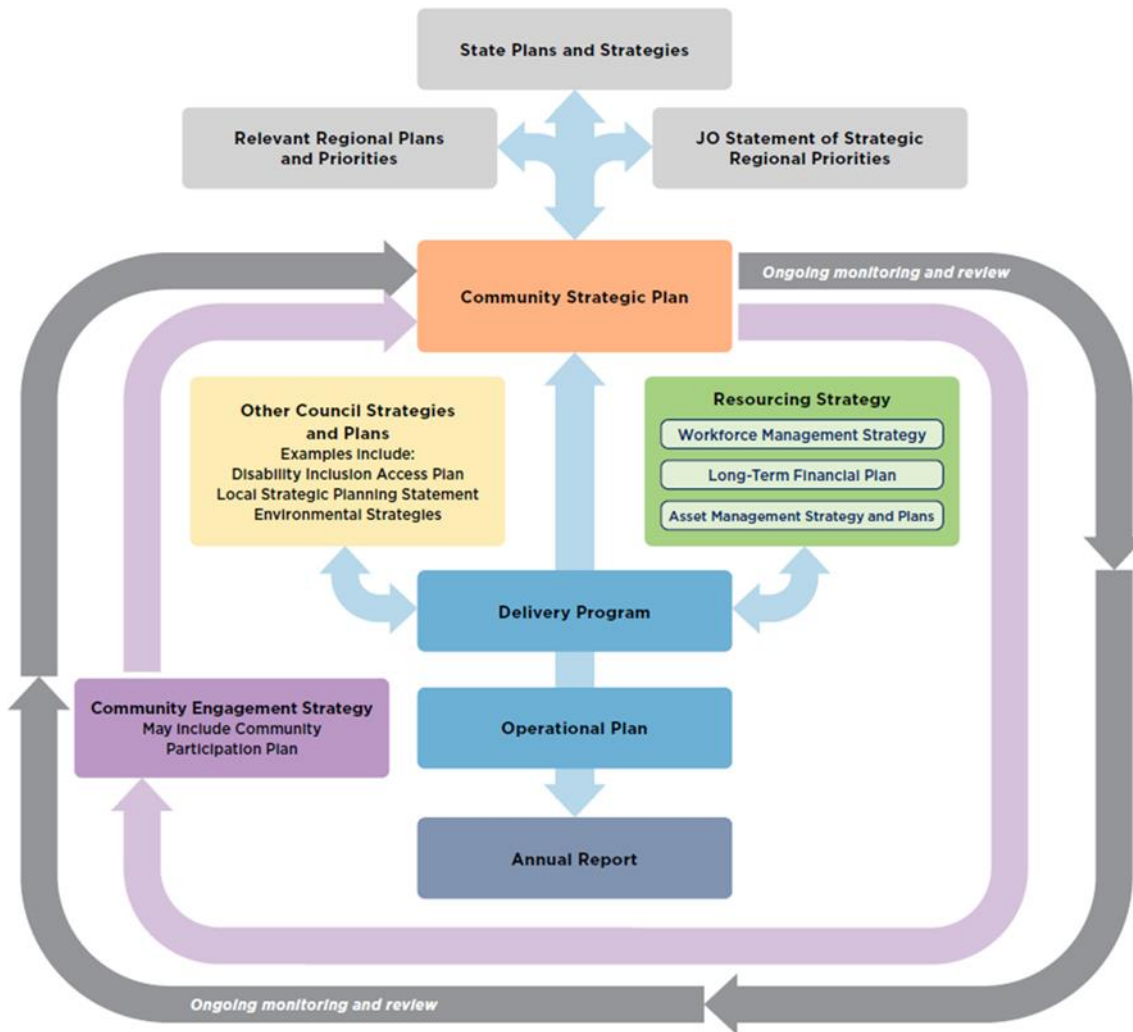 State Plans and Strategies
Relevant Regional Plans
and Priorities
JO Statement of Strategic
Regional Priorities
Community Strategic Plan
Ongoing monitoring and review
Other Council Strategies
and Plans
Examples include:
Disability Inclusion Access Plan
Local Strategic Planning Statement
Environmental Strategies
Resourcing Strategy
Workforce Management Strategy
Long-Term Financial Plan
Asset Management Strategy and Plans
Delivery Program
Community Engagement Strategy
May include Community
Participation Plan
Operational Plan
Annual Report
Ongoing monitoring and review